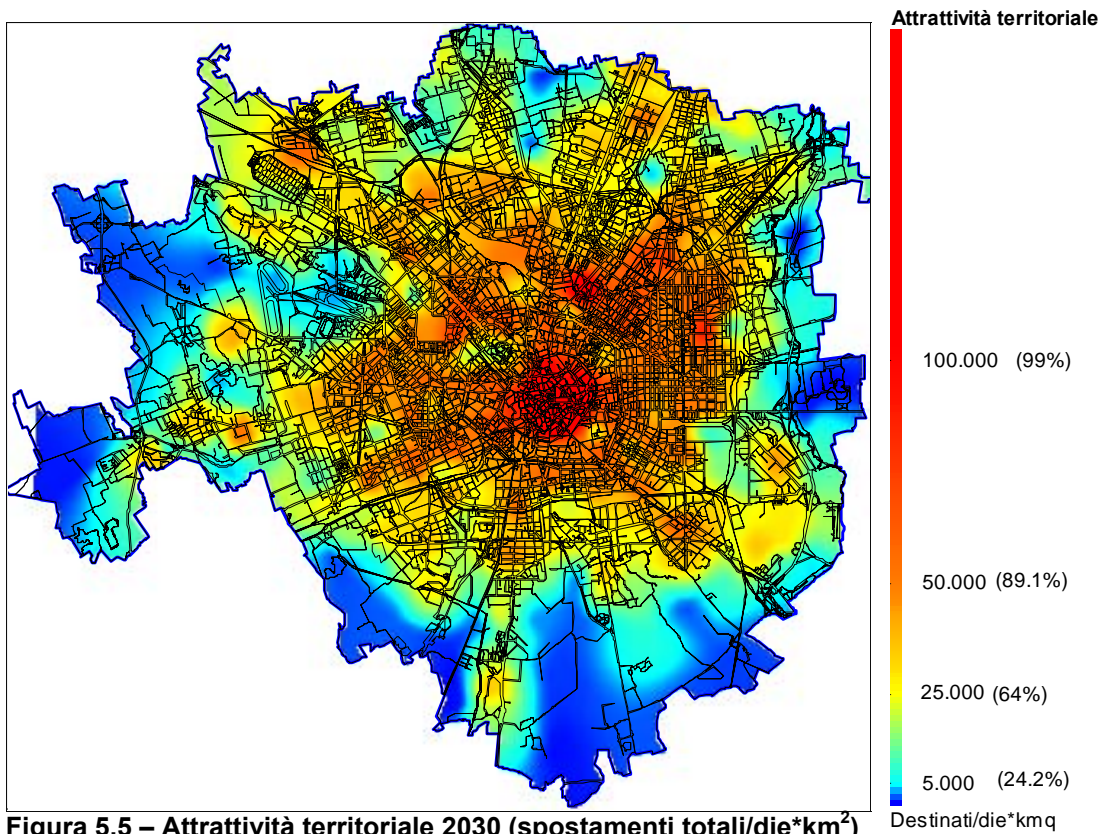 Attrattività territoriale
100.000 (99%)
50.000 (89.1%)
25.000 (64%)
5.000 (24.2%)
Destinati/die*kmq
Figura 5.5 – Attrattività territoriale 2030 (spostamenti totali/die*km²)